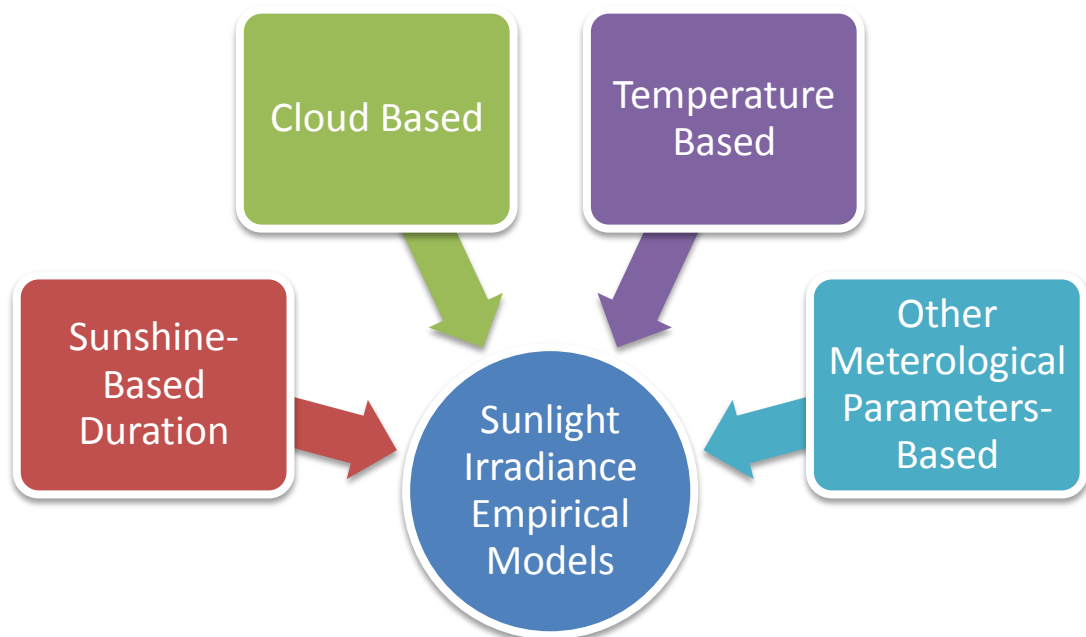 Cloud Based
Temperature
Based
Sunshine-
Based
Duration
Other
Meterological
Parameters-
Based
Sunlight
Irradiance
Empirical
Models